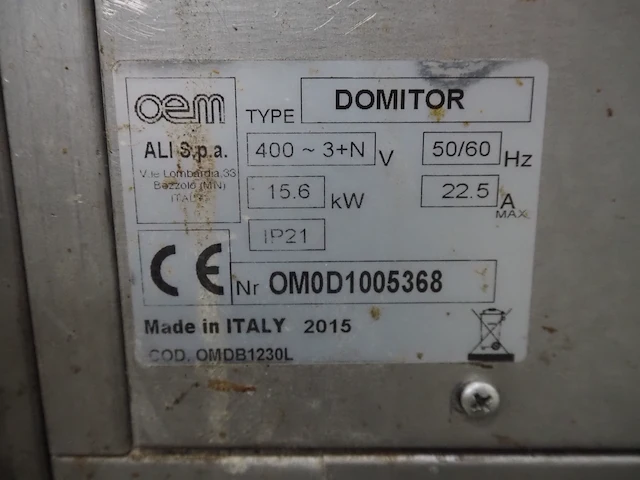 oem
TYPE DOMITOR
ALI S.p.a.
V.le Lombardia, 33
Bozzolo (MN)
ITALY
400 ~ 3+N V 50/60 Hz
15.6 kW 22.5 A MAX
IP21
CE Nr OM0D1005368
Made in ITALY 2015
COD. OMDB1230L